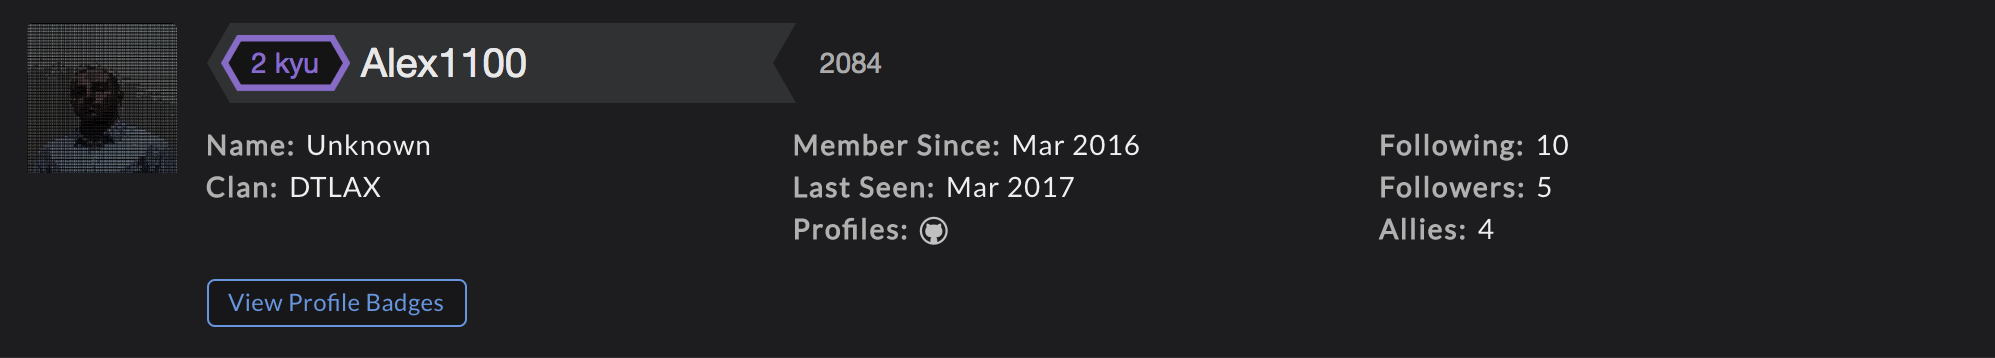 2 kyu Alex1100 2084
Name: Unknown
Clan: DTLAX
Member Since: Mar 2016
Last Seen: Mar 2017
Profiles:
Following: 10
Followers: 5
Allies: 4
View Profile Badges